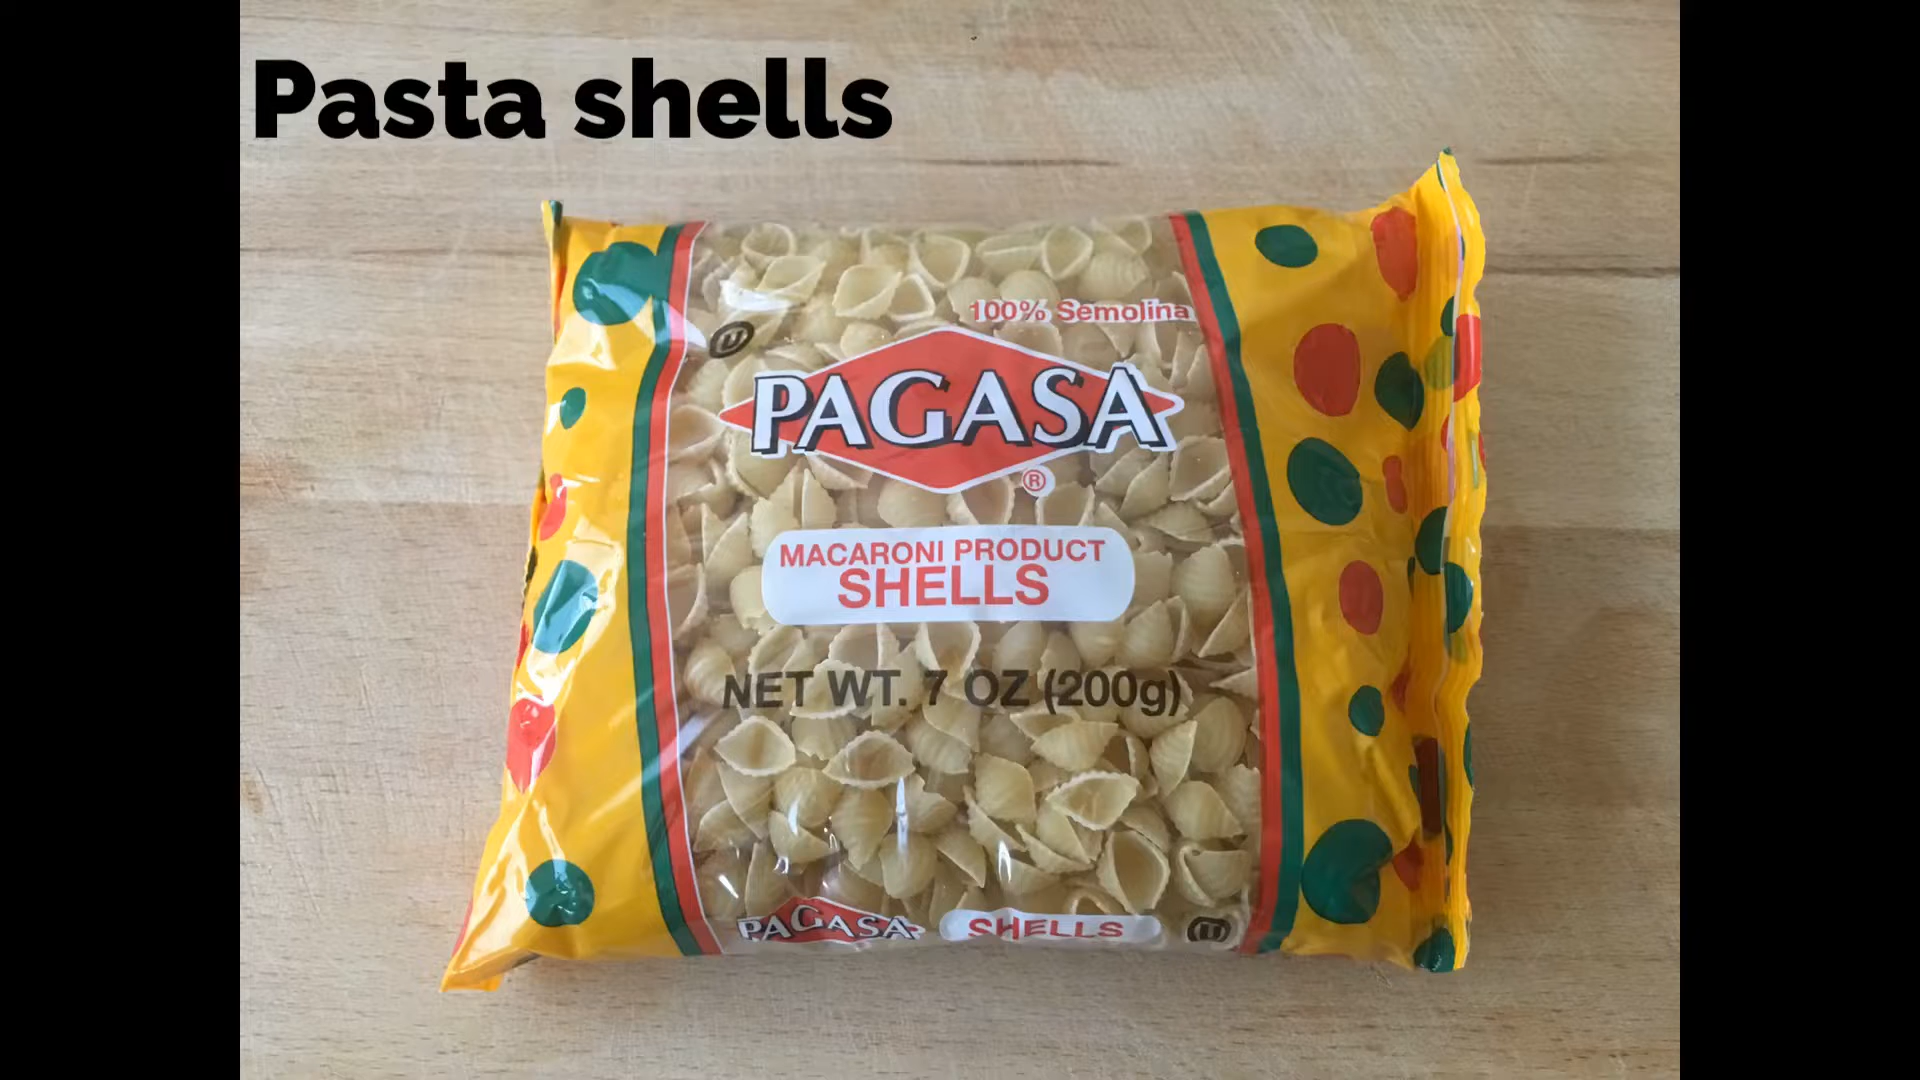 Pasta shells
100% Semolina
U
PAGASA
®
MACARONI PRODUCT
SHELLS
NET WT. 7 OZ (200g)
PAGASA SHELLS U